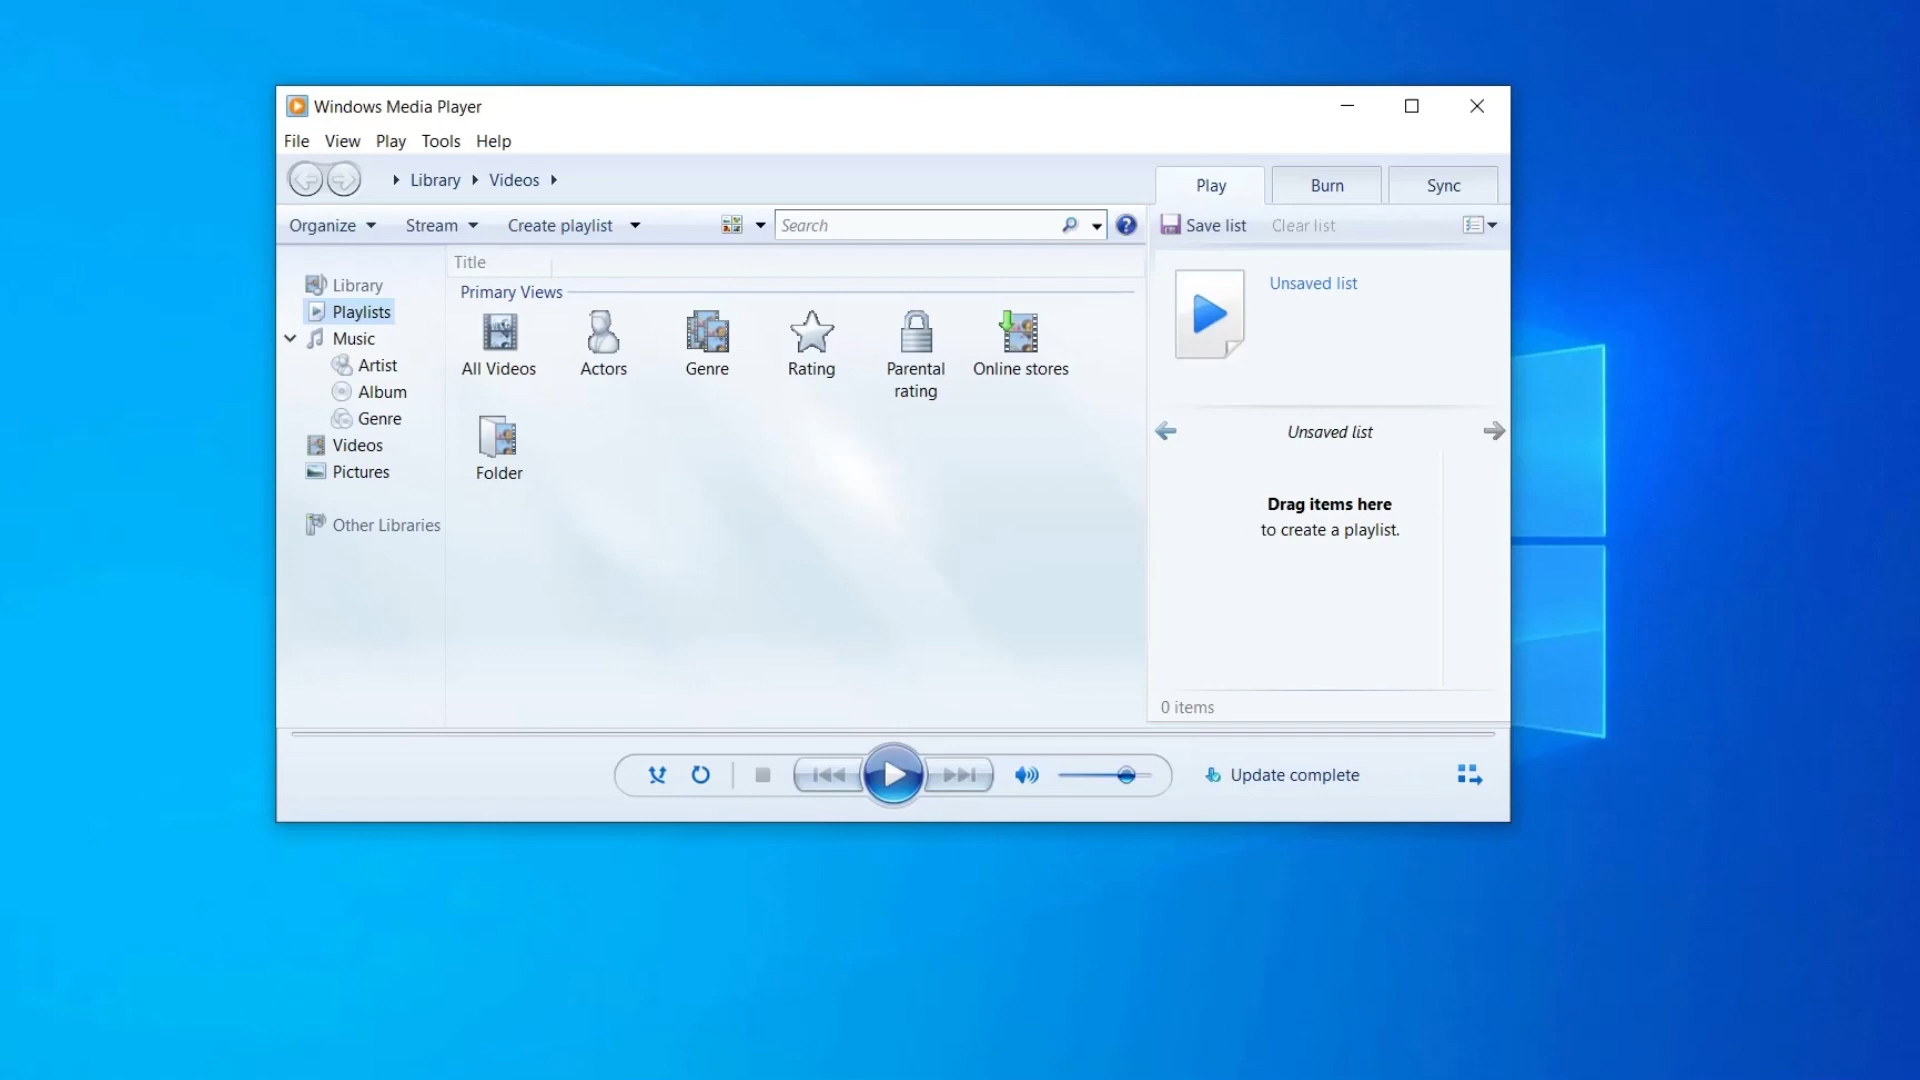 Windows Media Player
File View Play Tools Help
Library Videos
Play Burn Sync
Organize Stream Create playlist Search
Save list Clear list
Title
Primary Views
Library
Playlists
Music
Artist
Album
Genre
Videos
Pictures
Other Libraries
All Videos Actors Genre Rating Parental rating Online stores
Folder
Unsaved list
Unsaved list
Drag items here
to create a playlist.
0 items
Update complete